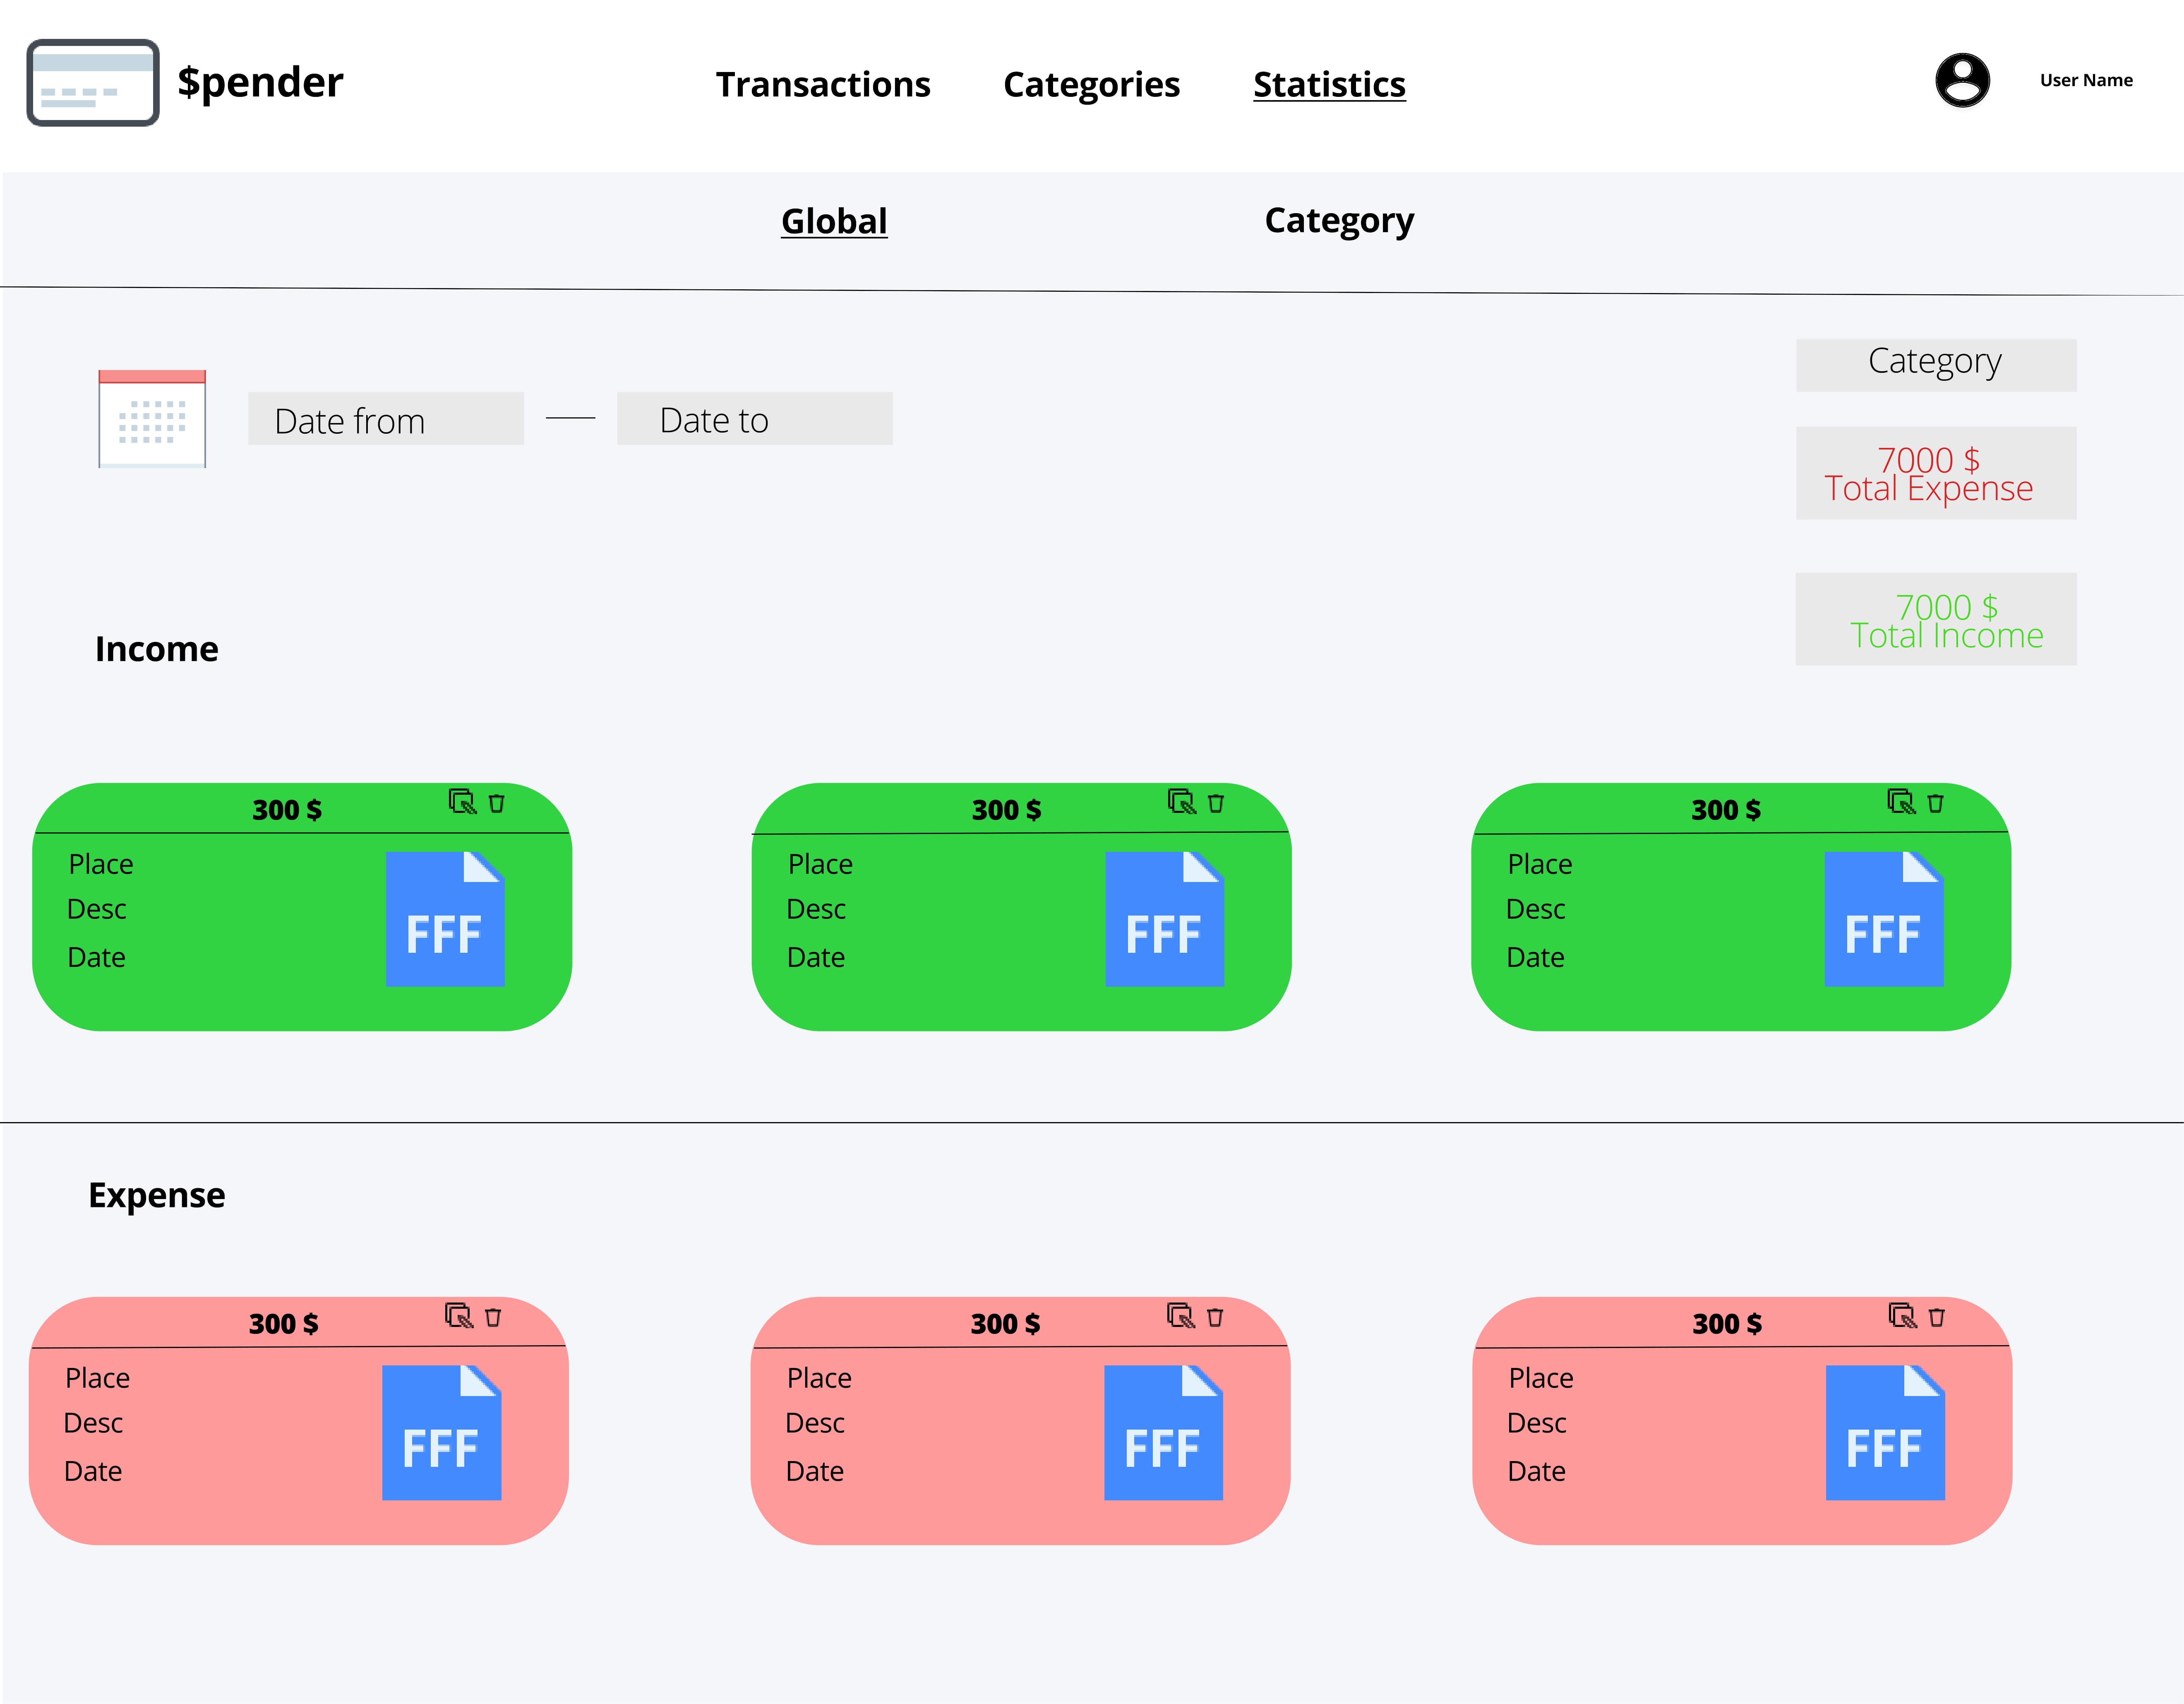 $pender
Transactions Categories Statistics
User Name
Global Category
Date from
Date to
Category
7000 $
Total Expense
7000 $
Total Income
Income
300 $
Place
Desc
Date
FFF
300 $
Place
Desc
Date
FFF
300 $
Place
Desc
Date
FFF
Expense
300 $
Place
Desc
Date
FFF
300 $
Place
Desc
Date
FFF
300 $
Place
Desc
Date
FFF